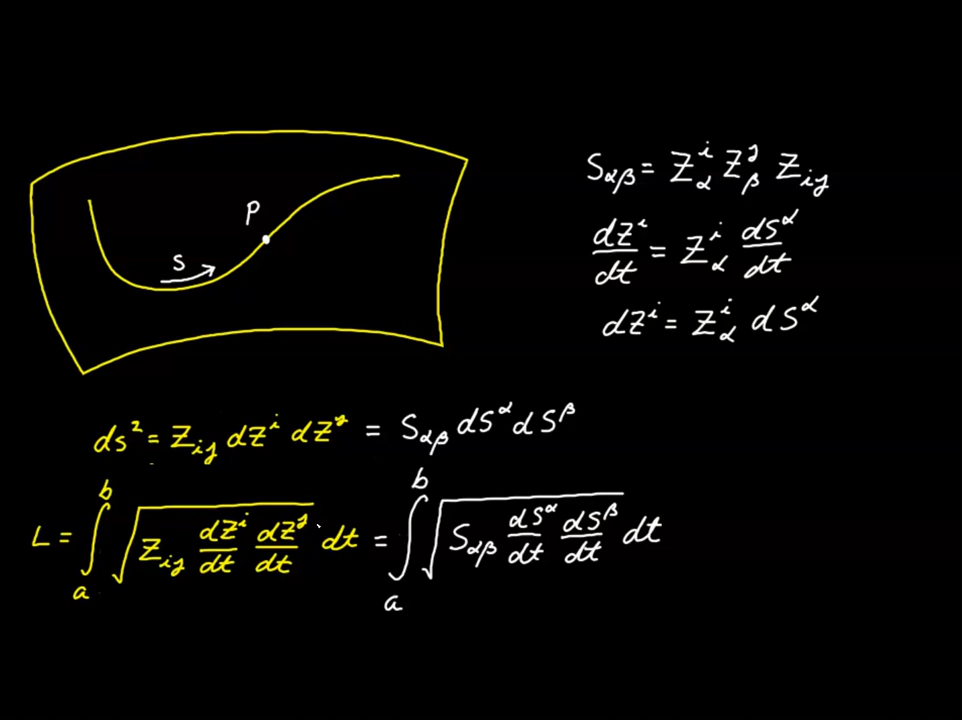 P
S
S_{αβ} = Z^i_α Z^j_β Z_{ij}
dZ^i/dt = Z^i_α dS^α/dt
dZ^i = Z^i_α dS^α
ds² = Z_{ij} dZ^i dZ^j = S_{αβ} dS^α dS^β
L = ∫_a^b √(Z_{ij} dZ^i/dt dZ^j/dt) dt = ∫_a^b √(S_{αβ} dS^α/dt dS^β/dt) dt